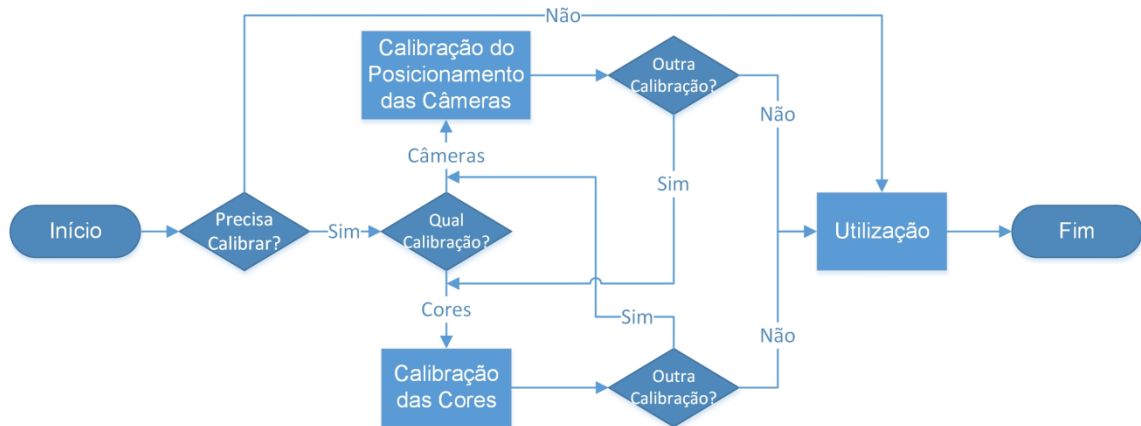 Não
Calibração do
Posicionamento
das Câmeras
Outra
Calibração?
Não
Câmeras
Sim
Início
Precisa
Calibrar?
Sim
Qual
Calibração?
Utilização
Fim
Cores
Sim
Não
Calibração
das Cores
Outra
Calibração?